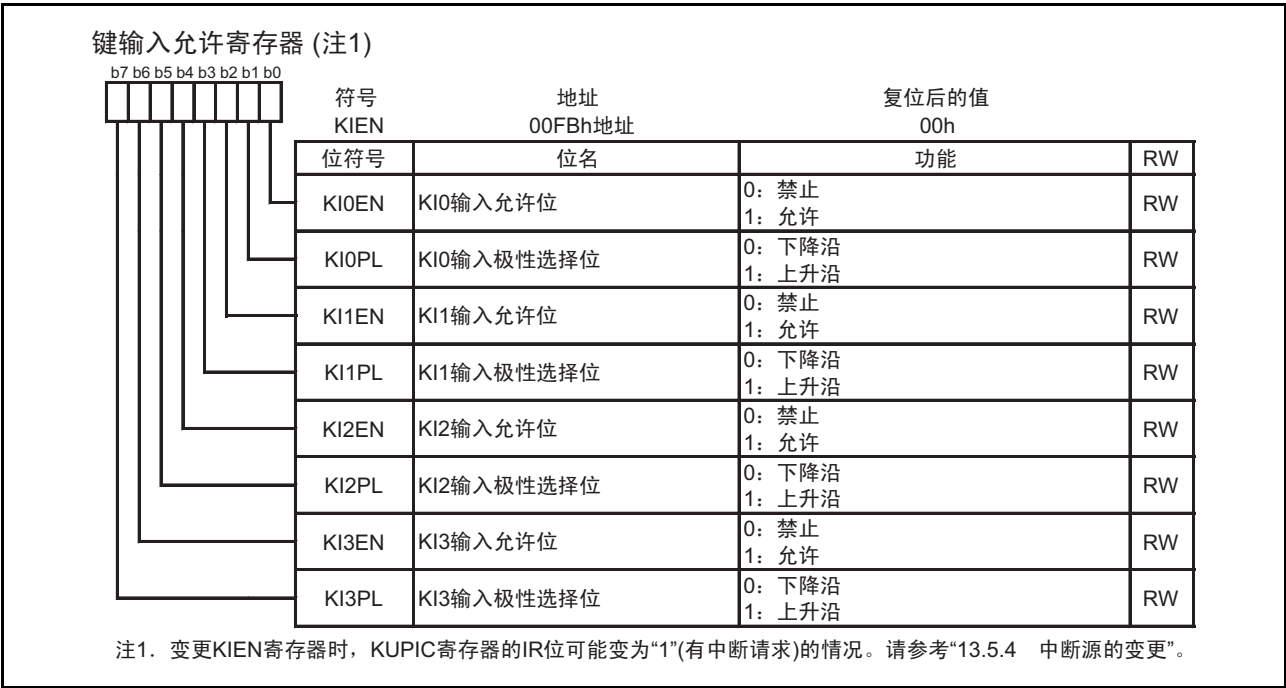 键输入允许寄存器 (注1)
b7 b6 b5 b4 b3 b2 b1 b0
符号 地址 复位后的值
KIEN 00FBh地址 00h
位符号 位名 功能 RW
KI0EN KI0输入允许位 0：禁止
1：允许 RW
KI0PL KI0输入极性选择位 0：下降沿
1：上升沿 RW
KI1EN KI1输入允许位 0：禁止
1：允许 RW
KI1PL KI1输入极性选择位 0：下降沿
1：上升沿 RW
KI2EN KI2输入允许位 0：禁止
1：允许 RW
KI2PL KI2输入极性选择位 0：下降沿
1：上升沿 RW
KI3EN KI3输入允许位 0：禁止
1：允许 RW
KI3PL KI3输入极性选择位 0：下降沿
1：上升沿 RW
注1. 变更KIEN寄存器时，KUPIC寄存器的IR位可能变为“1”(有中断请求)的情况。请参考“13.5.4 中断源的变更”。